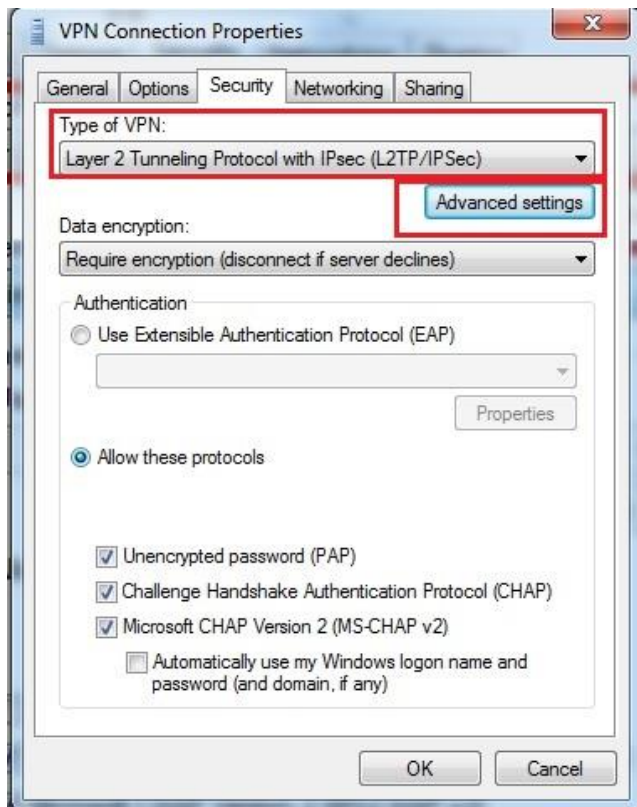 VPN Connection Properties
General Options Security Networking Sharing
Type of VPN:
Layer 2 Tunneling Protocol with IPsec (L2TP/IPSec)
Advanced settings
Data encryption:
Require encryption (disconnect if server declines)
Authentication
Use Extensible Authentication Protocol (EAP)
Properties
Allow these protocols
Unencrypted password (PAP)
Challenge Handshake Authentication Protocol (CHAP)
Microsoft CHAP Version 2 (MS-CHAP v2)
Automatically use my Windows logon name and
password (and domain, if any)
OK Cancel